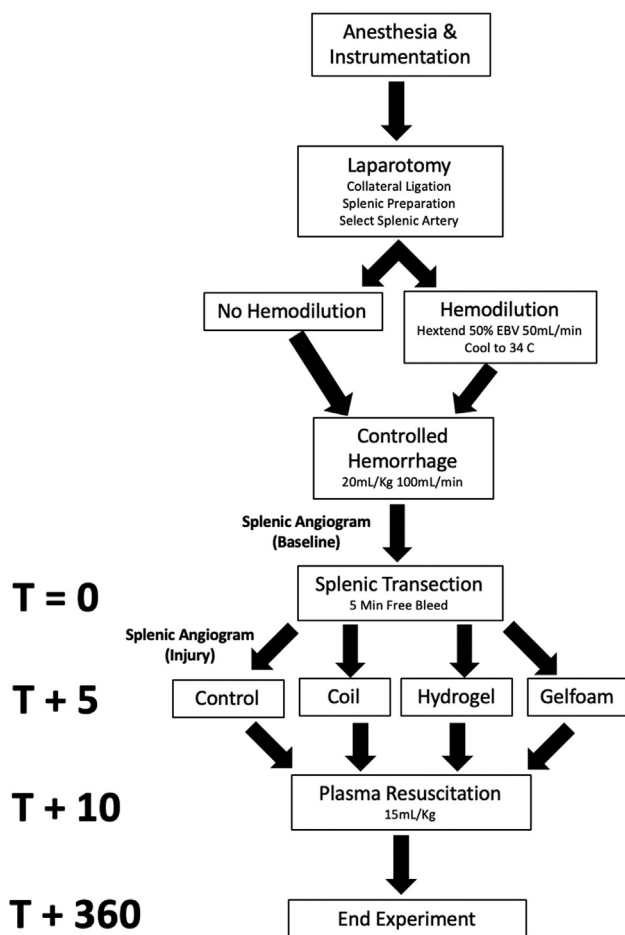 Anesthesia &
Instrumentation
Laparotomy
Collateral Ligation
Splenic Preparation
Select Splenic Artery
No Hemodilution
Hemodilution
Hextend 50% EBV 50mL/min
Cool to 34 C
Controlled
Hemorrhage
20mL/Kg 100mL/min
Splenic Angiogram
(Baseline)
T = 0
Splenic Transection
5 Min Free Bleed
Splenic Angiogram
(Injury)
T + 5
Control
Coil
Hydrogel
Gelfoam
T + 10
Plasma Resuscitation
15mL/Kg
T + 360
End Experiment